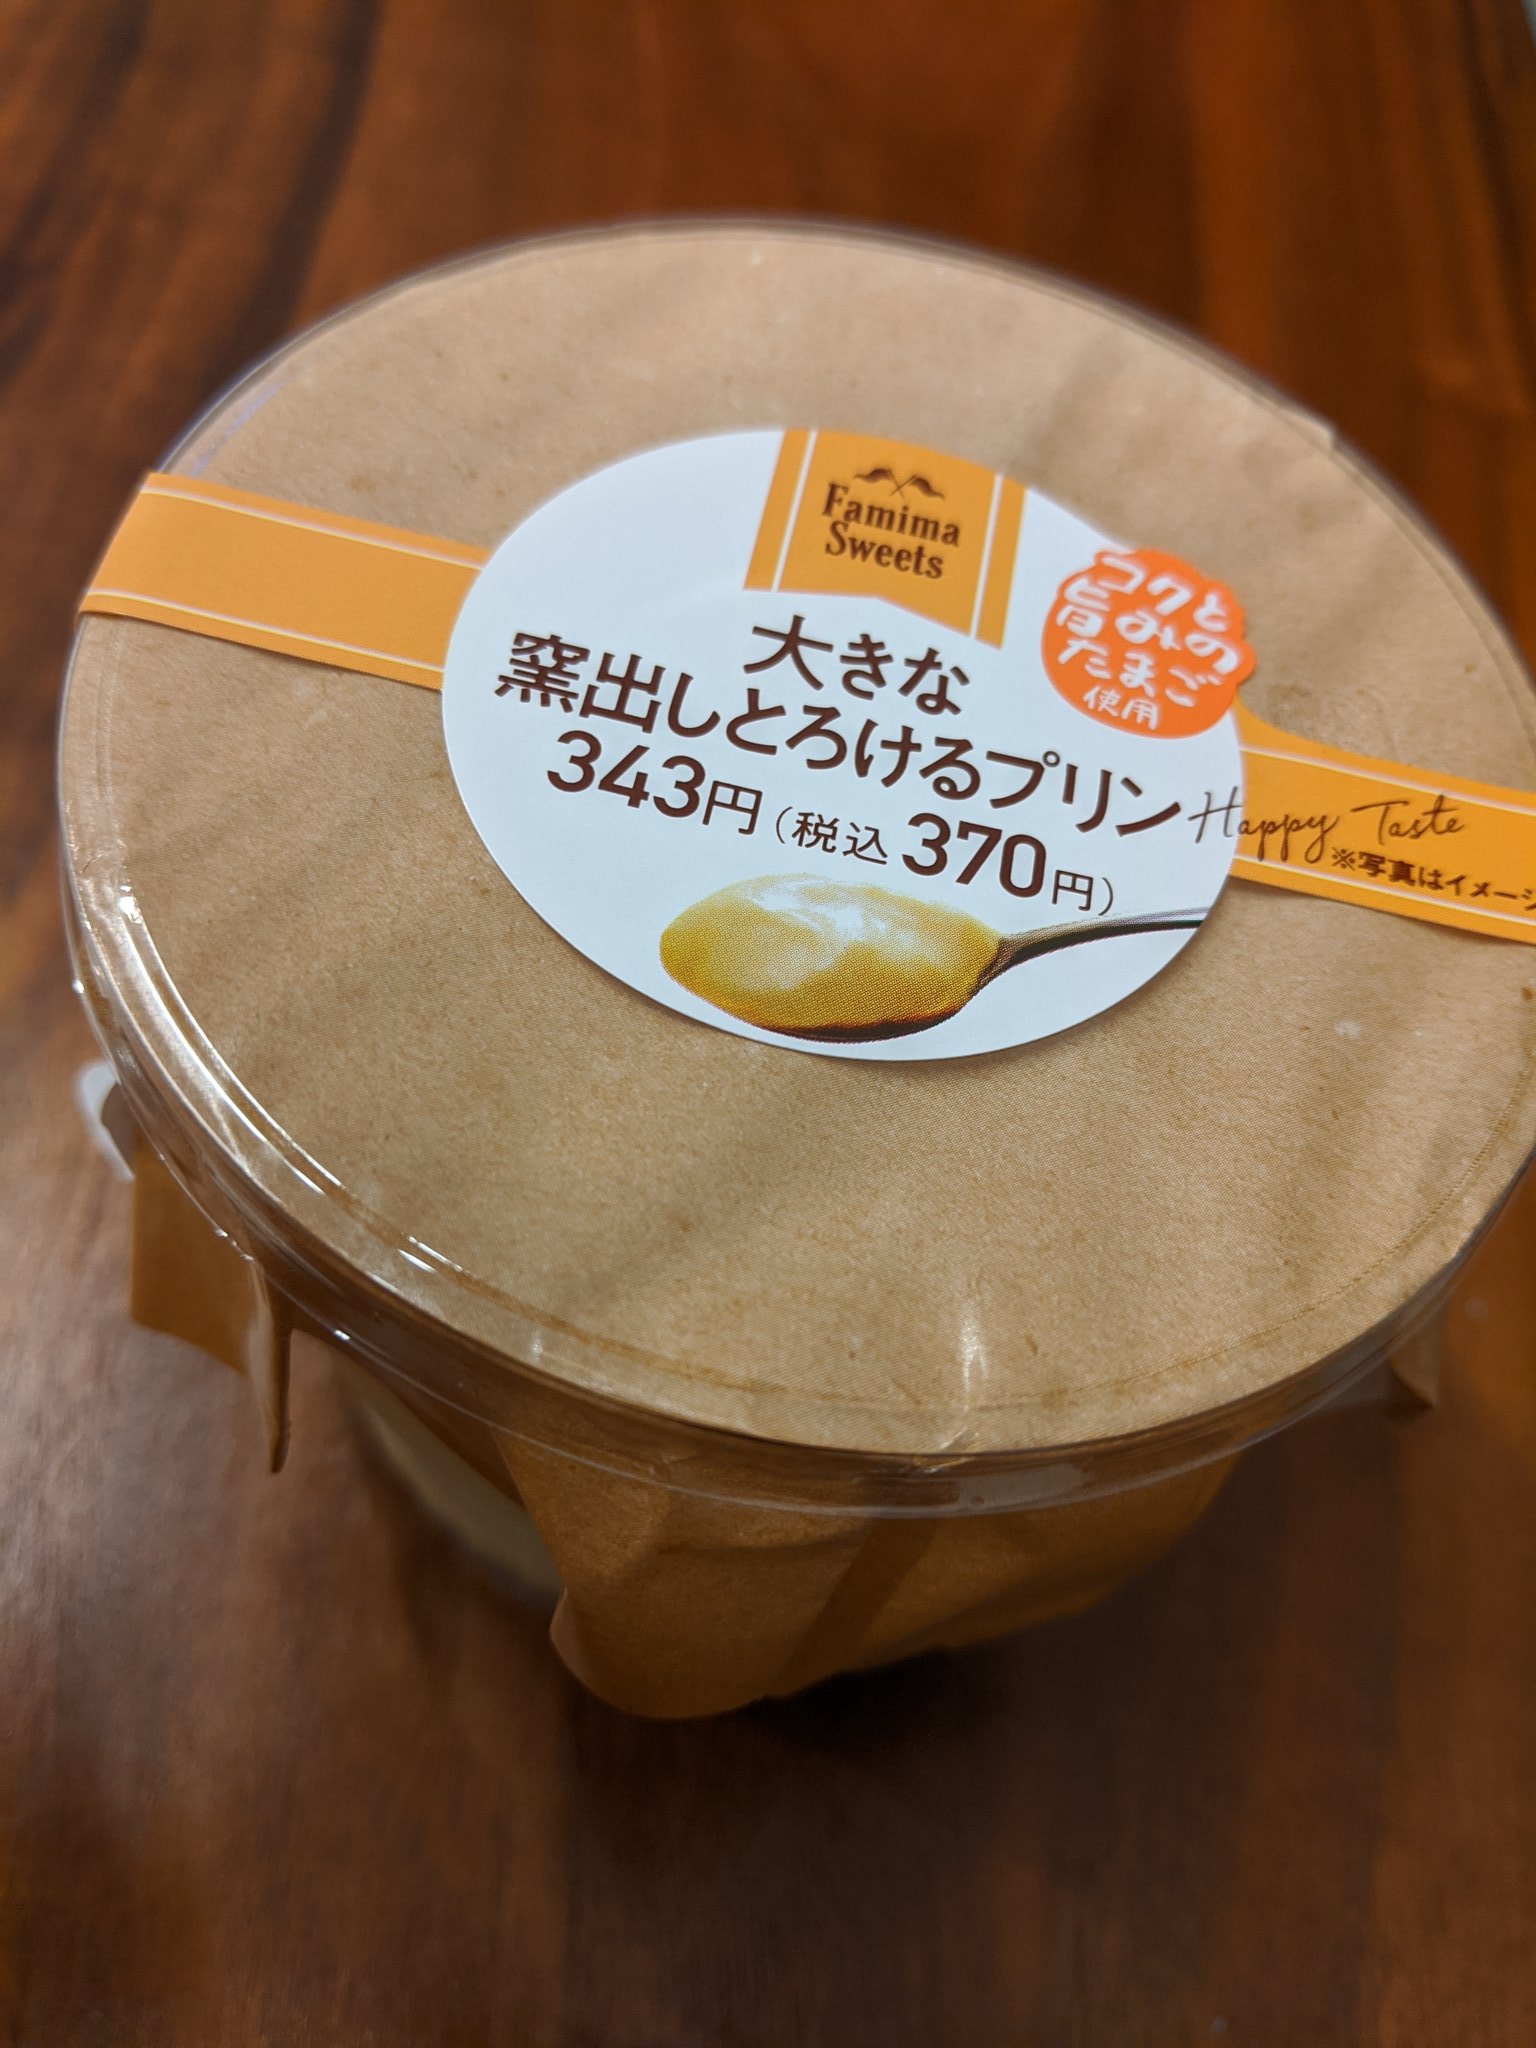 Famima
Sweets
コクと
旨みの
たまご
使用
大きな
窯出しとろけるプリン
343円(税込370円)
Happy Taste
※写真はイメージ